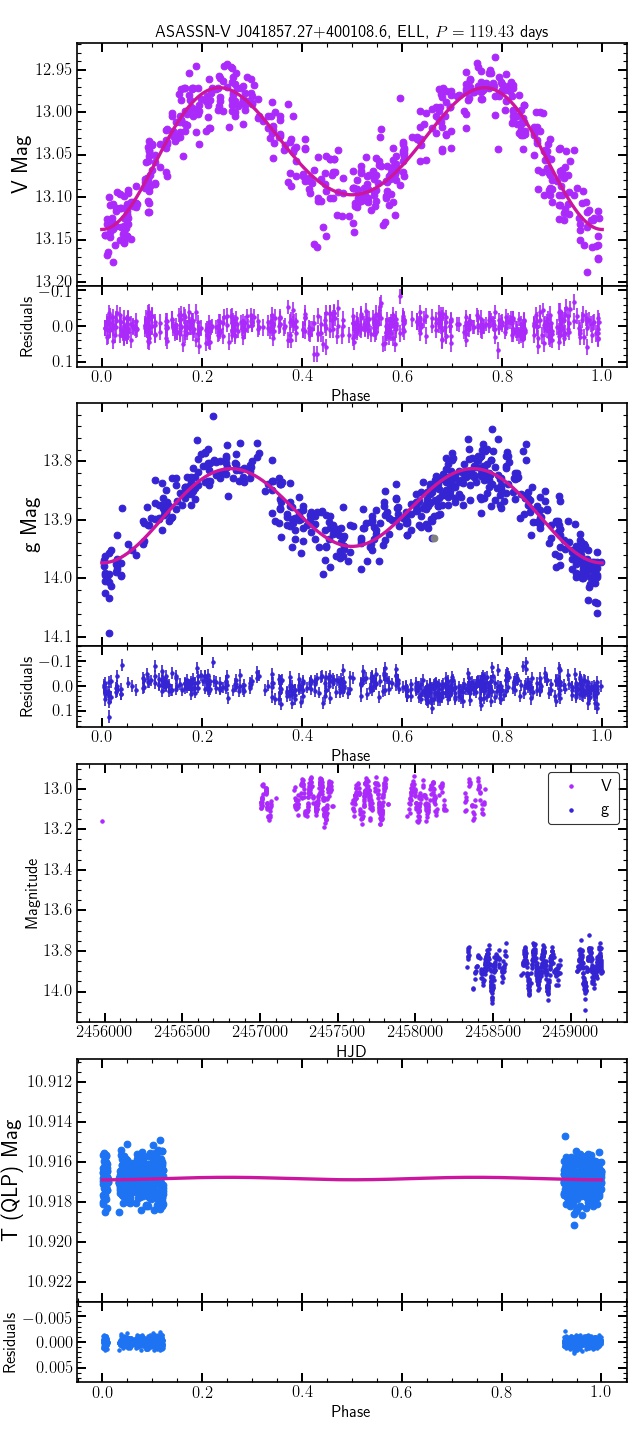 ASASSN-V J041857.27+400108.6, ELL, P = 119.43 days
V Mag
12.95
13.00
13.05
13.10
13.15
13.20
Residuals
−0.1
0.0
0.1
0.0 0.2 0.4 0.6 0.8 1.0
Phase
g Mag
13.8
13.9
14.0
14.1
Residuals
−0.1
0.0
0.1
0.0 0.2 0.4 0.6 0.8 1.0
Phase
Magnitude
13.0
13.2
13.4
13.6
13.8
14.0
V
g
2456000 2456500 2457000 2457500 2458000 2458500 2459000
HJD
T (QLP) Mag
10.912
10.914
10.916
10.918
10.920
10.922
Residuals
−0.005
0.000
0.005
0.0 0.2 0.4 0.6 0.8 1.0
Phase